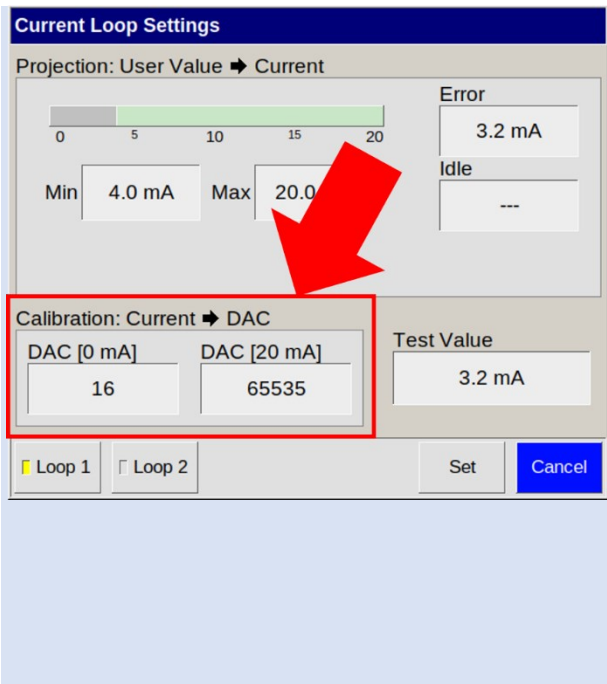 Current Loop Settings
Projection: User Value ➡ Current
0 5 10 15 20
Min 4.0 mA Max 20.0
Error
3.2 mA
Idle
---
Calibration: Current ➡ DAC
DAC [0 mA] DAC [20 mA]
16 65535
Test Value
3.2 mA
Loop 1 Loop 2 Set Cancel